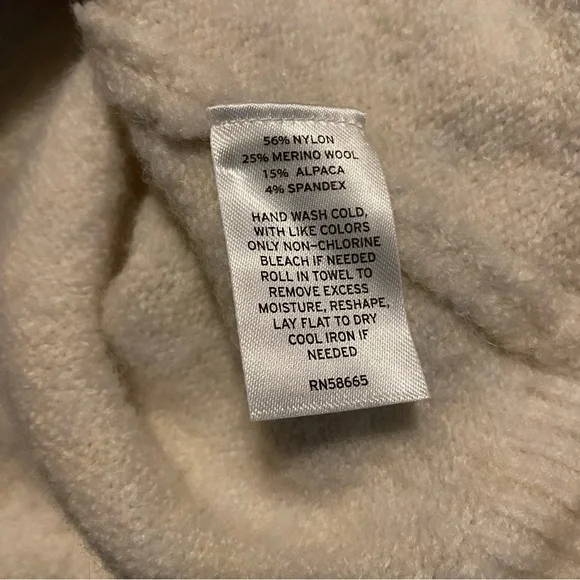 56% NYLON
25% MERINO WOOL
15% ALPACA
4% SPANDEX
HAND WASH COLD,
WITH LIKE COLORS
ONLY NON-CHLORINE
BLEACH IF NEEDED
ROLL IN TOWEL TO
REMOVE EXCESS
MOISTURE, RESHAPE,
LAY FLAT TO DRY
COOL IRON IF
NEEDED
RN58665